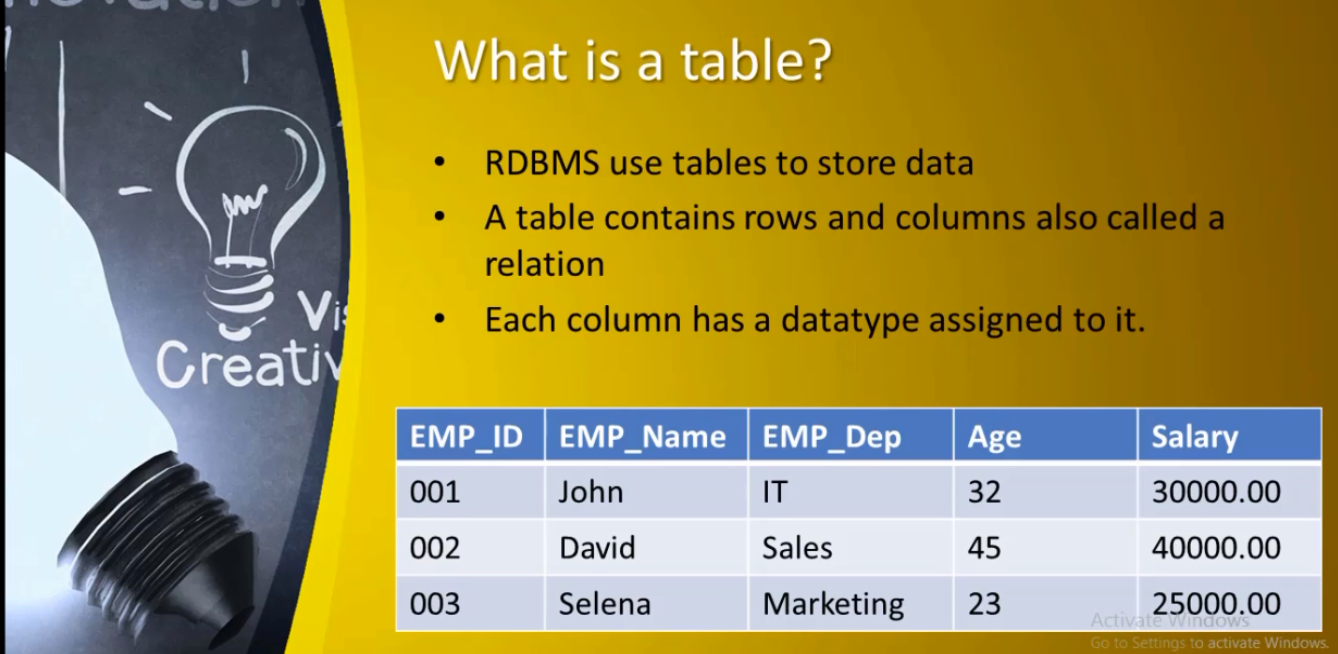 What is a table?
• RDBMS use tables to store data
• A table contains rows and columns also called a
relation
• Each column has a datatype assigned to it.
Creativ
EMP_ID EMP_Name EMP_Dep Age Salary
001 John IT 32 30000.00
002 David Sales 45 40000.00
003 Selena Marketing 23 25000.00
Activate Windows
Go to Settings to activate Windows.